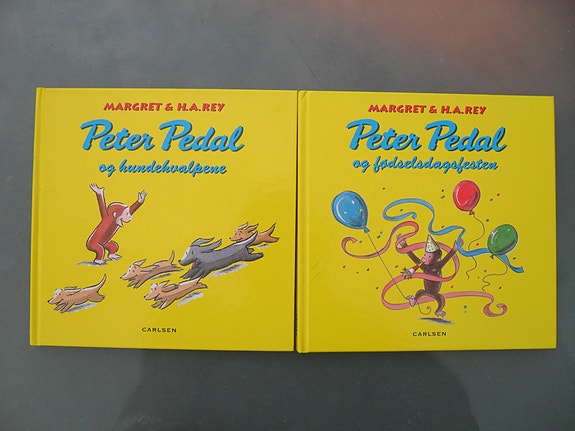 MARGRET & H.A.REY
Peter Pedal
og hundehvalpene
CARLSEN
MARGRET & H.A.REY
Peter Pedal
og fødselsdagsfesten
CARLSEN